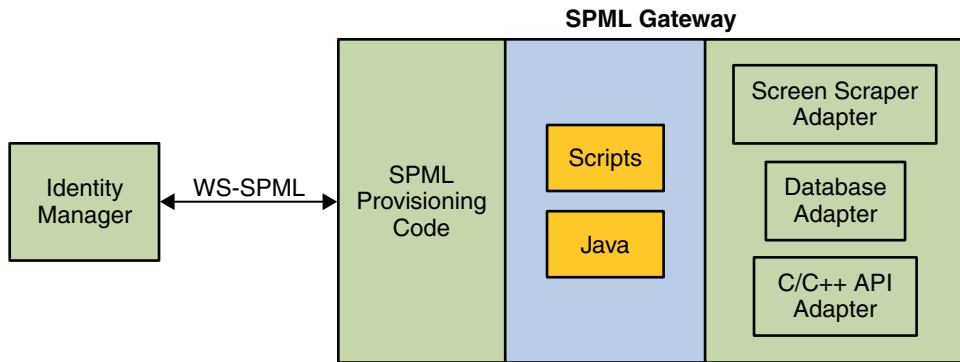 SPML Gateway
Identity
Manager
WS-SPML
SPML
Provisioning
Code
Scripts
Java
Screen Scraper
Adapter
Database
Adapter
C/C++ API
Adapter